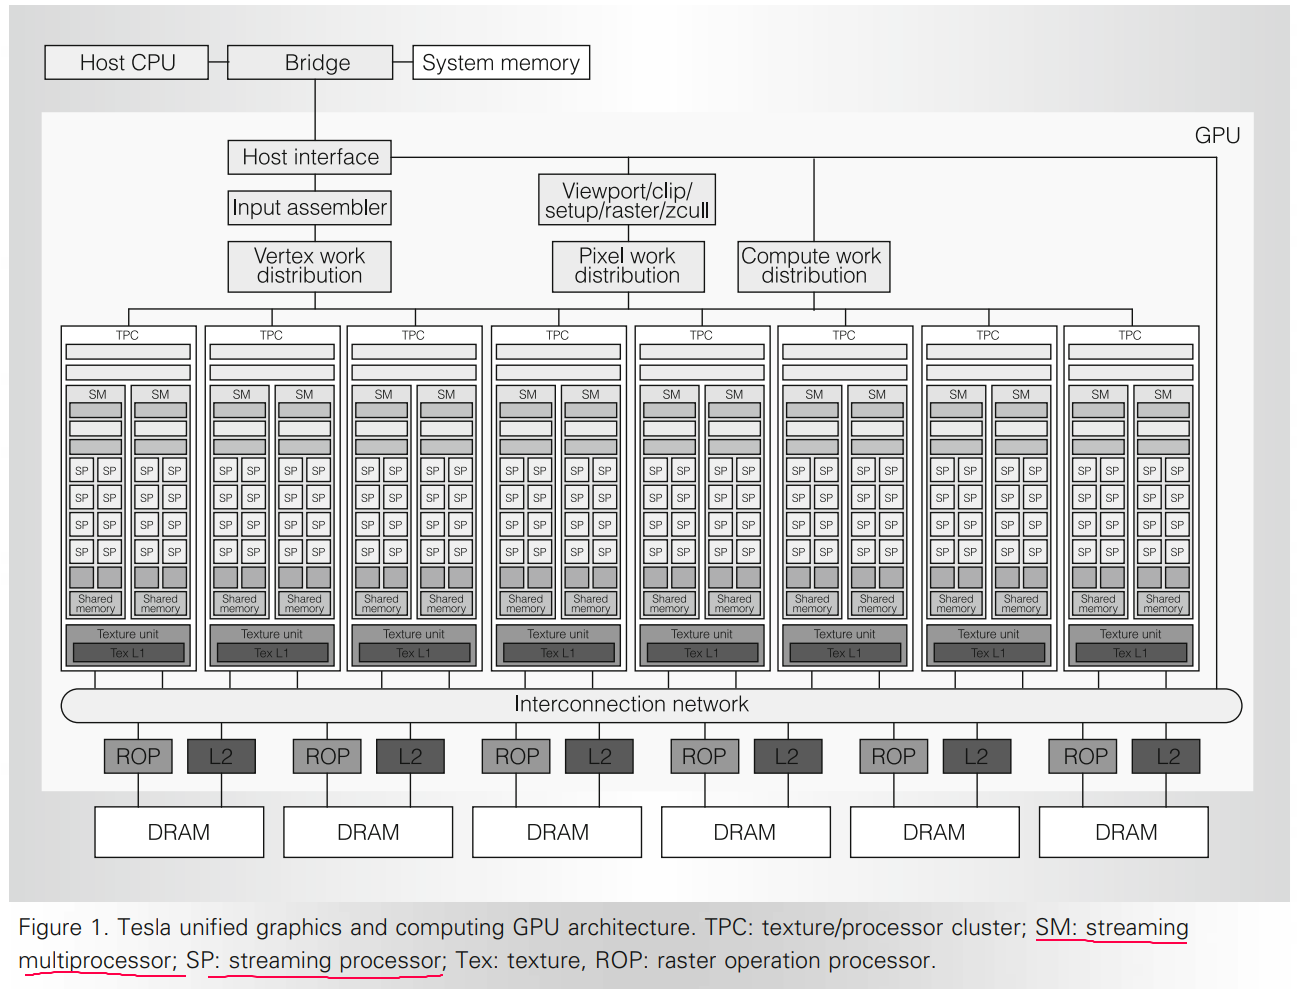 Host CPU
Bridge
System memory
GPU
Host interface
Input assembler
Viewport/clip/
setup/raster/zcull
Vertex work
distribution
Pixel work
distribution
Compute work
distribution
TPC TPC TPC TPC TPC TPC TPC TPC
SM SM SM SM SM SM SM SM SM SM SM SM SM SM SM SM
SP SP SP SP SP SP SP SP SP SP SP SP SP SP SP SP SP SP SP SP SP SP SP SP SP SP SP SP SP SP SP SP
SP SP SP SP SP SP SP SP SP SP SP SP SP SP SP SP SP SP SP SP SP SP SP SP SP SP SP SP SP SP SP SP
SP SP SP SP SP SP SP SP SP SP SP SP SP SP SP SP SP SP SP SP SP SP SP SP SP SP SP SP SP SP SP SP
SP SP SP SP SP SP SP SP SP SP SP SP SP SP SP SP SP SP SP SP SP SP SP SP SP SP SP SP SP SP SP SP
Shared Shared Shared Shared Shared Shared Shared Shared Shared Shared Shared Shared Shared Shared Shared Shared
memory memory memory memory memory memory memory memory memory memory memory memory memory memory memory memory
Texture unit Texture unit Texture unit Texture unit Texture unit Texture unit Texture unit Texture unit
Tex L1 Tex L1 Tex L1 Tex L1 Tex L1 Tex L1 Tex L1 Tex L1
Interconnection network
ROP L2 ROP L2 ROP L2 ROP L2 ROP L2 ROP L2
DRAM DRAM DRAM DRAM DRAM DRAM
Figure 1. Tesla unified graphics and computing GPU architecture. TPC: texture/processor cluster; SM: streaming
multiprocessor; SP: streaming processor; Tex: texture, ROP: raster operation processor.